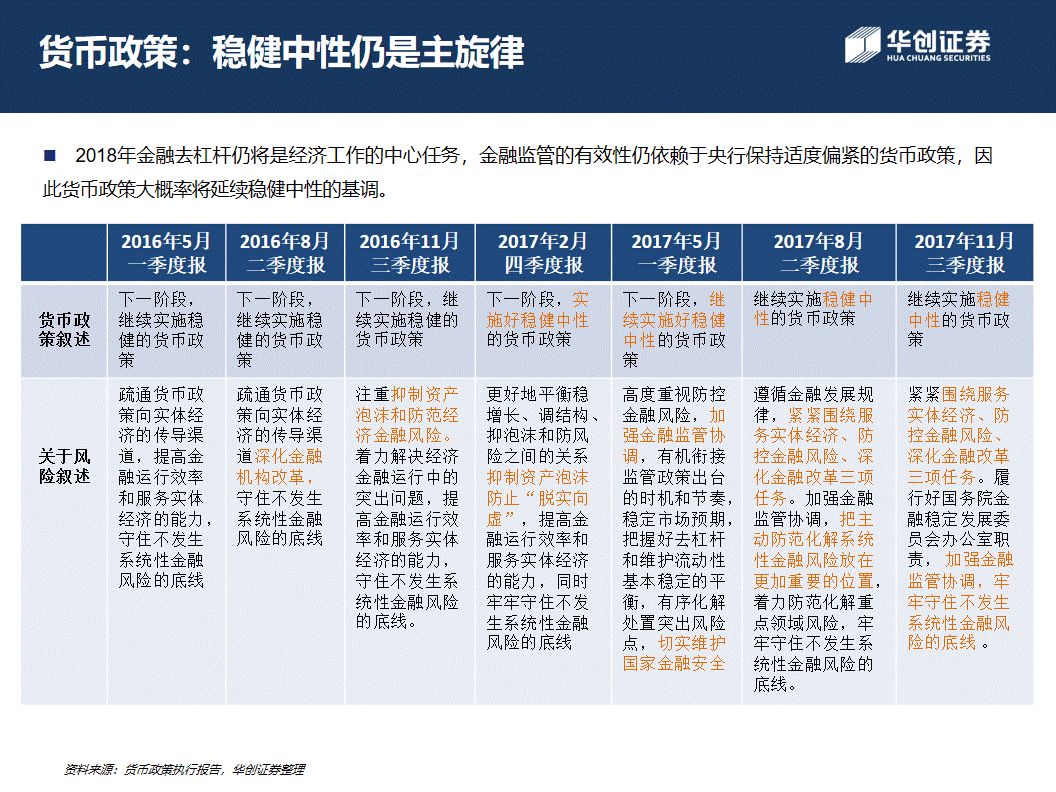 货币政策：稳健中性仍是主旋律
华创证券
HUA CHUANG SECURITIES
■ 2018年金融去杠杆仍将是经济工作的中心任务，金融监管的有效性仍依赖于央行保持适度偏紧的货币政策，因
此货币政策大概率将延续稳健中性的基调。
2016年5月
一季度报
2016年8月
二季度报
2016年11月
三季度报
2017年2月
四季度报
2017年5月
一季度报
2017年8月
二季度报
2017年11月
三季度报
货币政
策叙述
下一阶段，
继续实施稳
健的货币政
策
下一阶段，
继续实施稳
健的货币政
策
下一阶段，继
续实施稳健的
货币政策
下一阶段，实
施好稳健中性
的货币政策
下一阶段，继
续实施好稳健
中性的货币政
策
继续实施稳健中
性的货币政策
继续实施稳健
中性的货币政
策
关于风
险叙述
疏通货币政
策向实体经
济的传导渠
道，提高金
融运行效率
和服务实体
经济的能力，
守住不发生
系统性金融
风险的底线
疏通货币政
策向实体经
济的传导渠
道深化金融
机构改革，
守住不发生
系统性金融
风险的底线
注重抑制资产
泡沫和防范经
济金融风险。
着力解决经济
金融运行中的
突出问题，提
高金融运行效
率和服务实体
经济的能力，
守住不发生系
统性金融风险
的底线。
更好地平衡稳
增长、调结构、
抑泡沫和防风
险之间的关系
抑制资产泡沫
防止“脱实向
虚”，提高金
融运行效率和
服务实体经济
的能力，同时
牢牢守住不发
生系统性金融
风险的底线
高度重视防控
金融风险，加
强金融监管协
调，有机衔接
监管政策出台
的时机和节奏，
稳定市场预期，
把握好去杠杆
和维护流动性
基本稳定的平
衡，有序化解
处置突出风险
点，切实维护
国家金融安全
遵循金融发展规
律，紧紧围绕服
务实体经济、防
控金融风险、深
化金融改革三项
任务。加强金融
监管协调，把主
动防范化解系统
性金融风险放在
更加重要的位置，
着力防范化解重
点领域风险，牢
牢守住不发生系
统性金融风险的
底线。
紧紧围绕服务
实体经济、防
控金融风险、
深化金融改革
三项任务。履
行好国务院金
融稳定发展委
员会办公室职
责，加强金融
监管协调，牢
牢守住不发生
系统性金融风
险的底线 。
资料来源：货币政策执行报告，华创证券整理